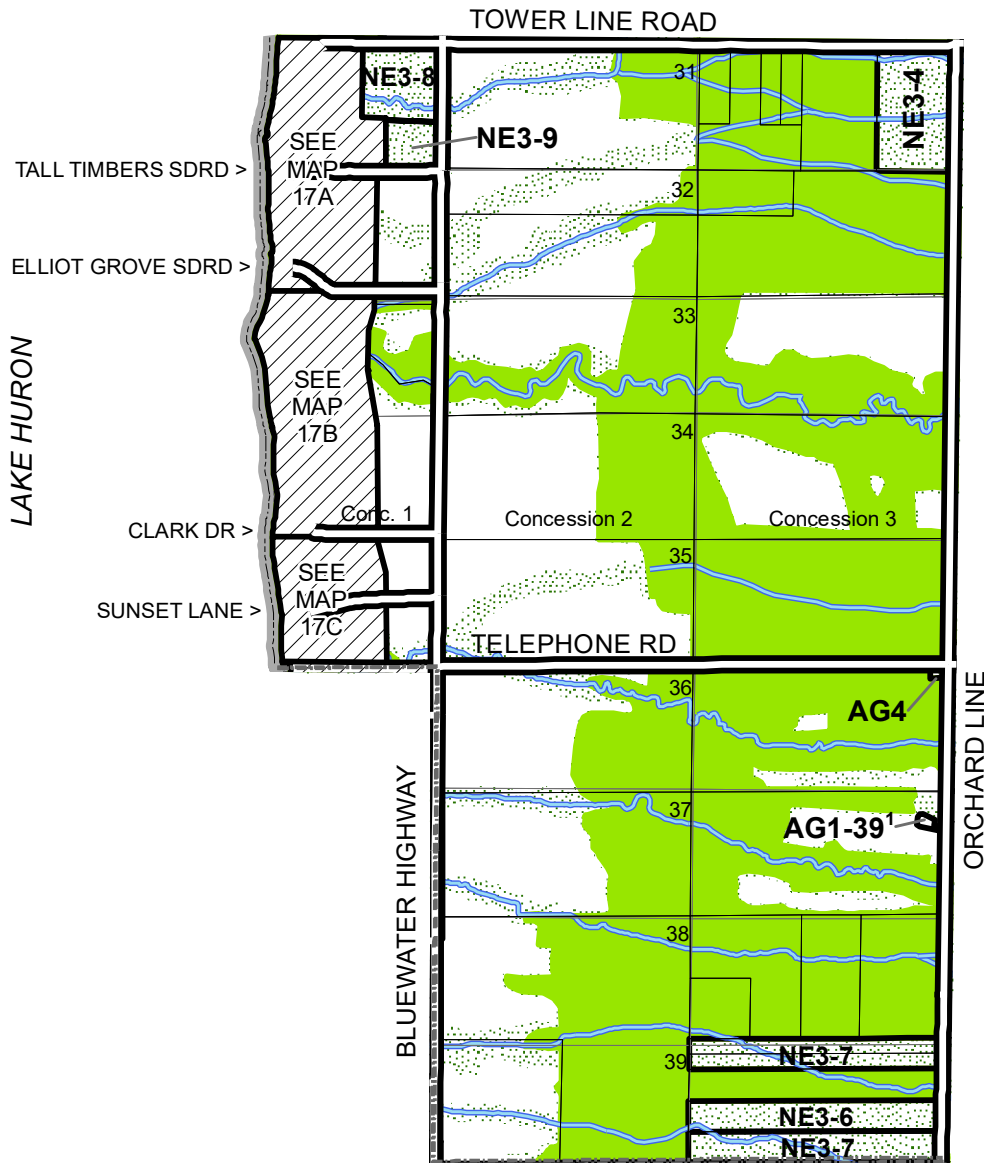 TOWER LINE ROAD
NE3-8
31
NE3-4
SEE
MAP
17A
NE3-9
TALL TIMBERS SDRD >
32
ELLIOT GROVE SDRD >
33
LAKE HURON
SEE
MAP
17B
34
Conc. 1
Concession 2
Concession 3
CLARK DR >
35
SEE
MAP
17C
SUNSET LANE >
TELEPHONE RD
36
AG4
ORCHARD LINE
BLUEWATER HIGHWAY
37
AG1-39¹
38
39
NE3-7
NE3-6
NE3-7